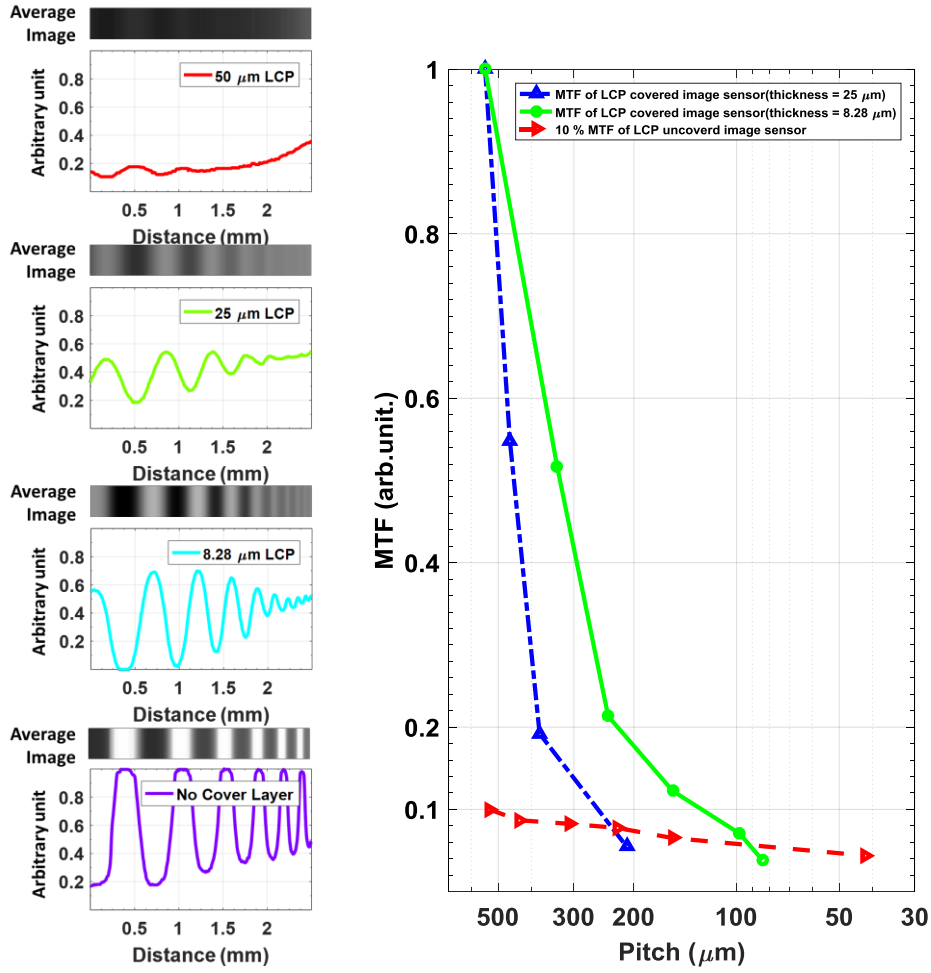 Average
Image
0.8
0.6
0.4
0.2
Arbitrary unit
50 μm LCP
0.5 1 1.5 2
Distance (mm)
Average
Image
0.8
0.6
0.4
0.2
Arbitrary unit
25 μm LCP
0.5 1 1.5 2
Distance (mm)
Average
Image
0.8
0.6
0.4
0.2
Arbitrary unit
8.28 μm LCP
0.5 1 1.5 2
Distance (mm)
Average
Image
0.8
0.6
0.4
0.2
Arbitrary unit
No Cover Layer
0.5 1 1.5 2
Distance (mm)
1
0.8
0.6
0.4
0.2
0.1
MTF (arb.unit.)
MTF of LCP covered image sensor(thickness = 25 μm)
MTF of LCP covered image sensor(thickness = 8.28 μm)
10 % MTF of LCP uncoverd image sensor
500 300 200 100 50 30
Pitch (μm)